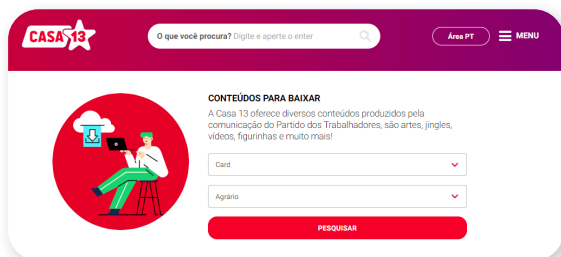 CASA 13
O que você procura? Digite e aperte o enter
Área PT
MENU
CONTEÚDOS PARA BAIXAR
A Casa 13 oferece diversos conteúdos produzidos pela
comunicação do Partido dos Trabalhadores, são artes, jingles,
vídeos, figurinhas e muito mais!
Card
Agrário
PESQUISAR